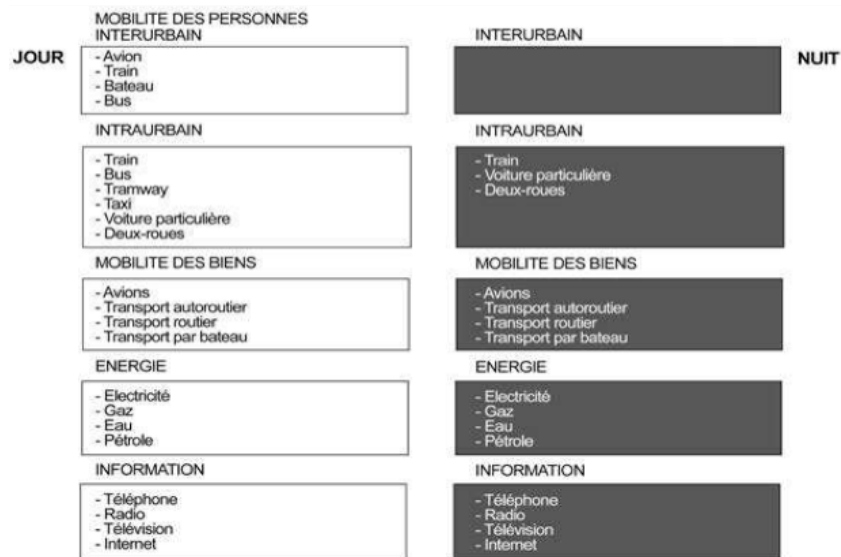 MOBILITE DES PERSONNES
INTERURBAIN
JOUR
- Avion
- Train
- Bateau
- Bus
INTRAURBAIN
- Train
- Bus
- Tramway
- Taxi
- Voiture particulière
- Deux-roues
MOBILITE DES BIENS
- Avions
- Transport autoroutier
- Transport routier
- Transport par bateau
ENERGIE
- Electricité
- Gaz
- Eau
- Pétrole
INFORMATION
- Téléphone
- Radio
- Télévision
- Internet
INTERURBAIN
NUIT
INTRAURBAIN
- Train
- Voiture particulière
- Deux-roues
MOBILITE DES BIENS
- Avions
- Transport autoroutier
- Transport routier
- Transport par bateau
ENERGIE
- Electricité
- Gaz
- Eau
- Pétrole
INFORMATION
- Téléphone
- Radio
- Télévision
- Internet